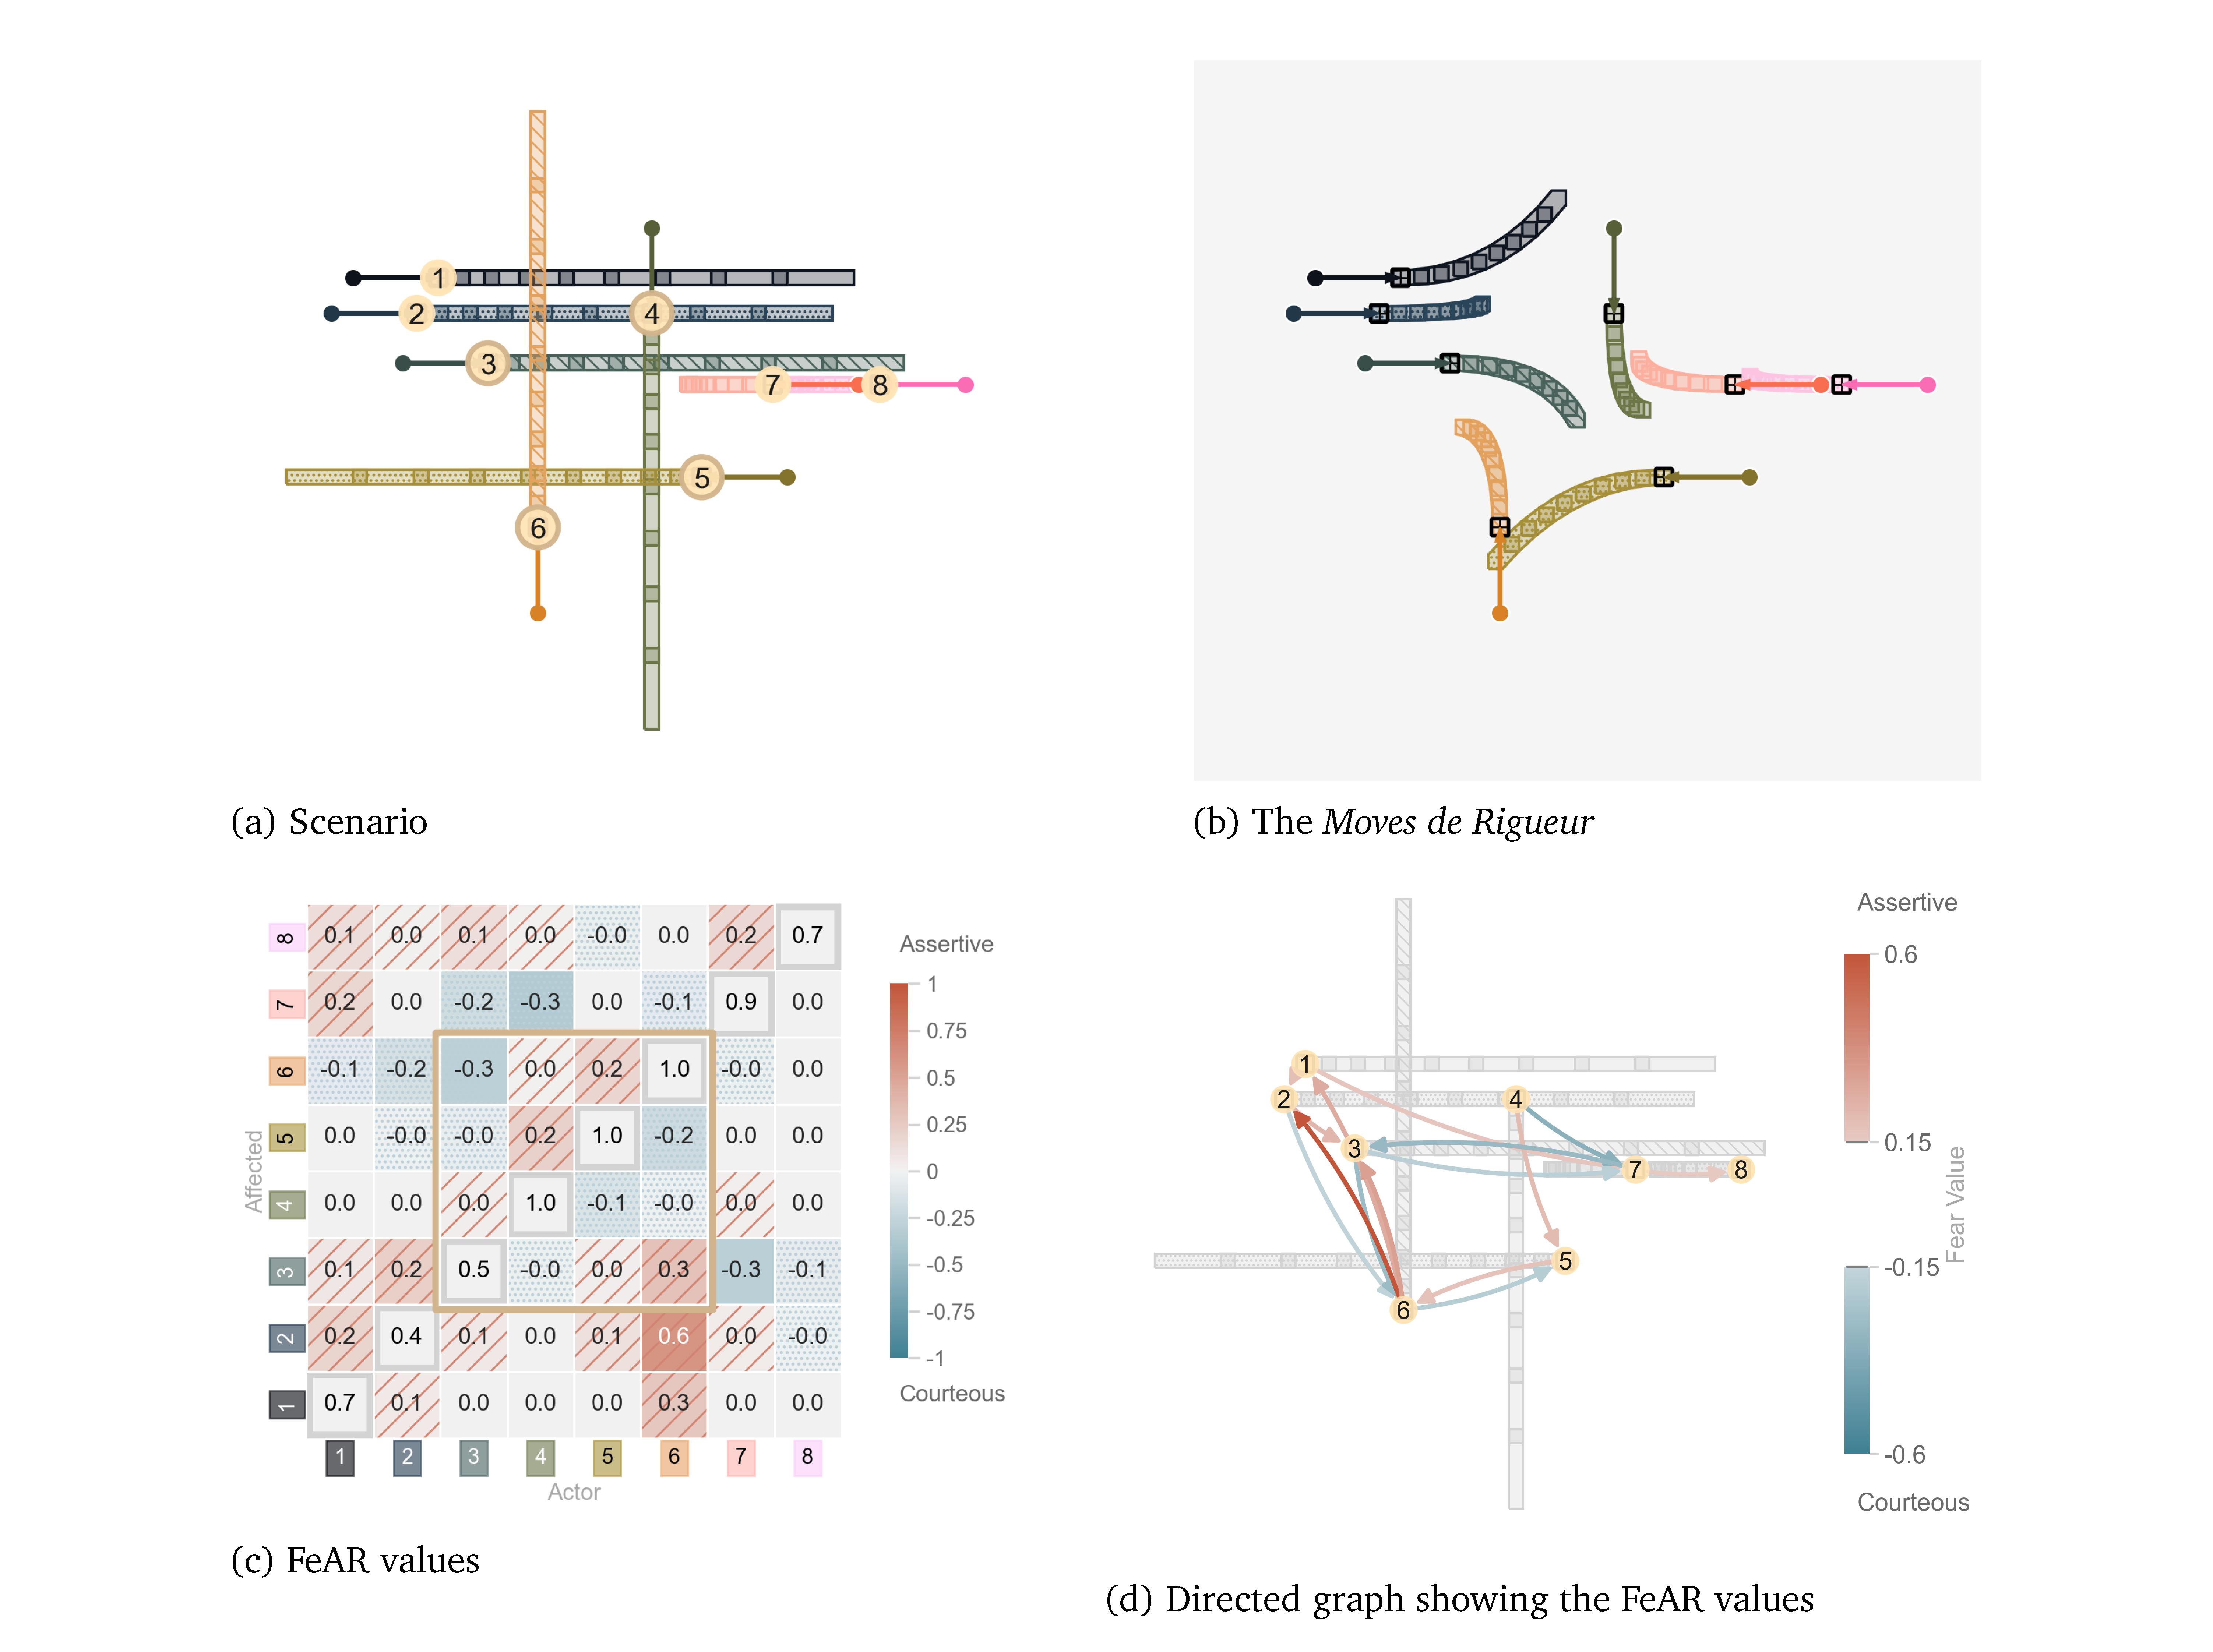 1
2
4
3
7
8
5
6
(a) Scenario
(b) The Moves de Rigueur
8 0.1 0.0 0.1 0.0 -0.0 0.0 0.2 0.7
7 0.2 0.0 -0.2 -0.3 0.0 -0.1 0.9 0.0
6 -0.1 -0.2 -0.3 0.0 0.2 1.0 -0.0 0.0
5 0.0 -0.0 -0.0 0.2 1.0 -0.2 0.0 0.0
4 0.0 0.0 0.0 1.0 -0.1 -0.0 0.0 0.0
3 0.1 0.2 0.5 -0.0 0.0 0.3 -0.3 -0.1
2 0.2 0.4 0.1 0.0 0.1 0.6 0.0 -0.0
1 0.7 0.1 0.0 0.0 0.0 0.3 0.0 0.0
1 2 3 4 5 6 7 8
Affected
Actor
Assertive
1
0.75
0.5
0.25
0
-0.25
-0.5
-0.75
-1
Courteous
(c) FeAR values
1
2
4
3
7
8
5
6
Assertive
0.6
0.15
-0.15
-0.6
Fear Value
Courteous
(d) Directed graph showing the FeAR values